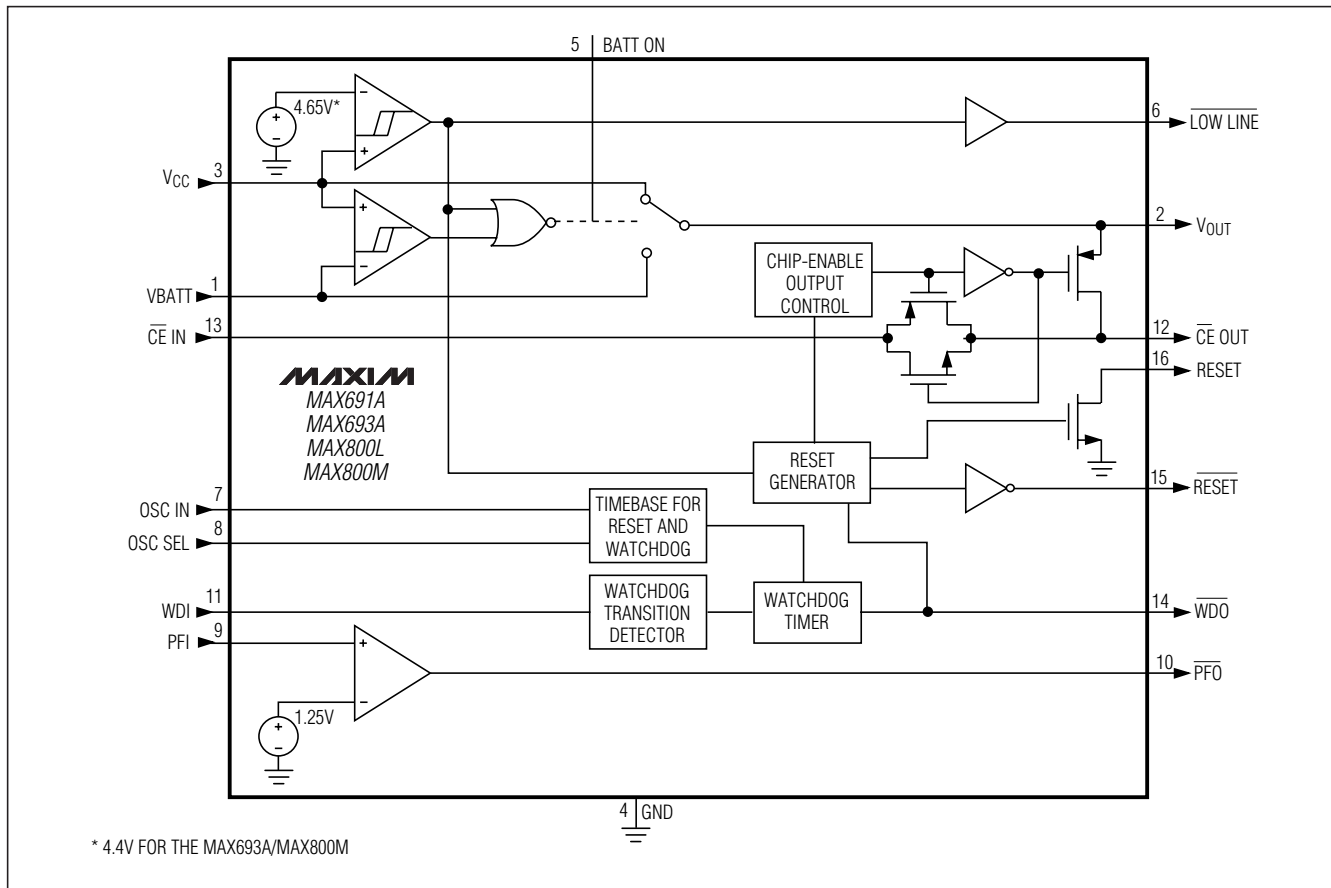 5 BATT ON
4.65V*
+
−
−
+
6 LOW LINE
VCC 3
+
−
2 VOUT
CHIP-ENABLE
OUTPUT
CONTROL
VBATT 1
CE IN 13
12 CE OUT
MAXIM
MAX691A
MAX693A
MAX800L
MAX800M
16 RESET
RESET
GENERATOR
15 RESET
OSC IN 7
OSC SEL 8
TIMEBASE FOR
RESET AND
WATCHDOG
WDI 11
WATCHDOG
TRANSITION
DETECTOR
WATCHDOG
TIMER
14 WDO
PFI 9
+
−
10 PFO
1.25V
+
−
4 GND
* 4.4V FOR THE MAX693A/MAX800M